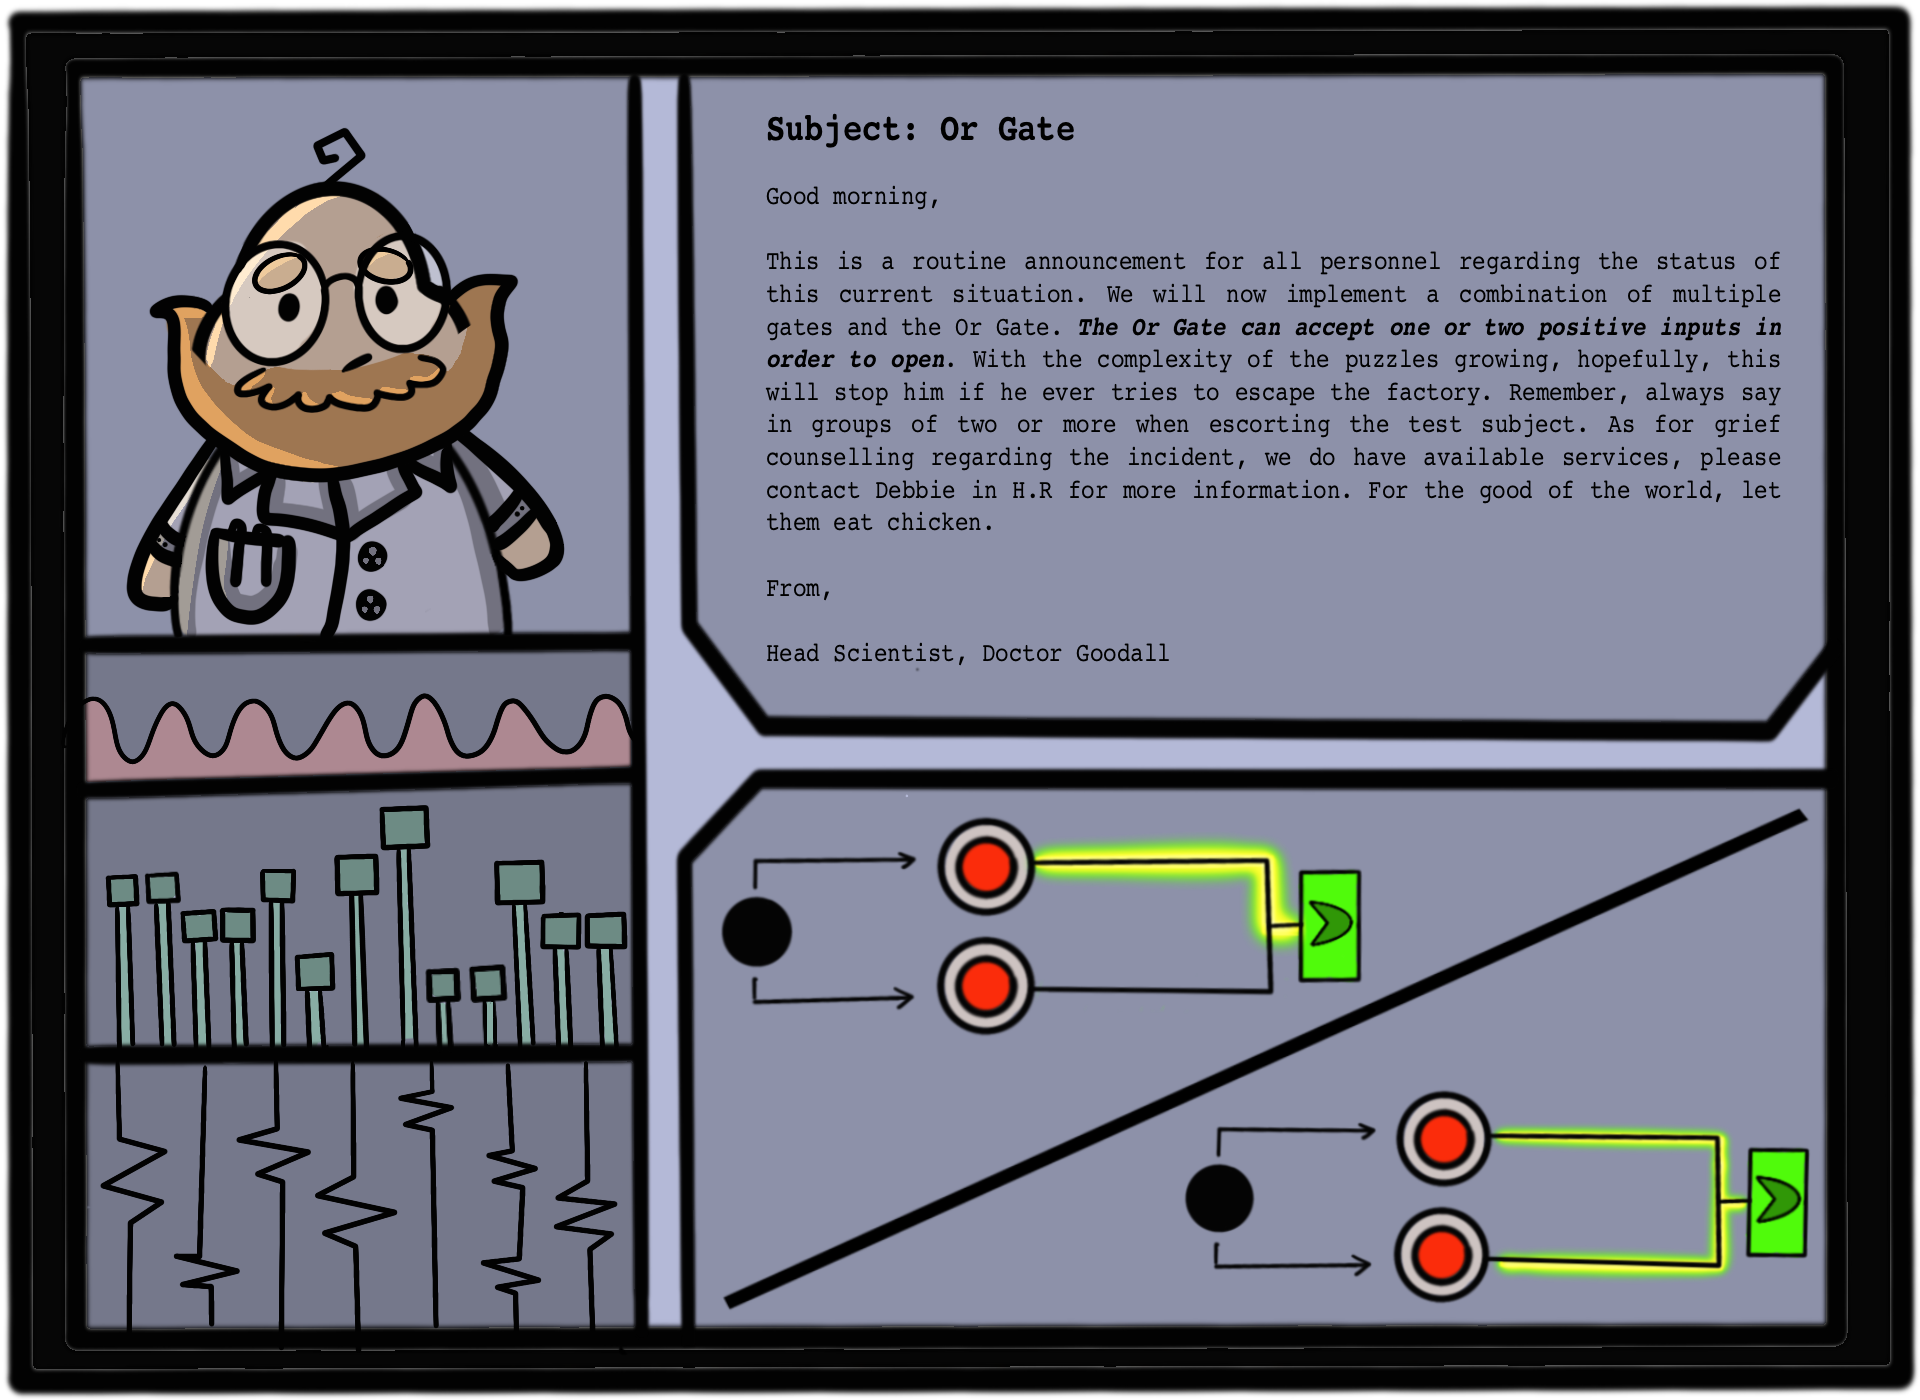 Subject: Or Gate
Good morning,
This is a routine announcement for all personnel regarding the status of
this current situation. We will now implement a combination of multiple
gates and the Or Gate. The Or Gate can accept one or two positive inputs in
order to open. With the complexity of the puzzles growing, hopefully, this
will stop him if he ever tries to escape the factory. Remember, always say
in groups of two or more when escorting the test subject. As for grief
counselling regarding the incident, we do have available services, please
contact Debbie in H.R for more information. For the good of the world, let
them eat chicken.
From,
Head Scientist, Doctor Goodall